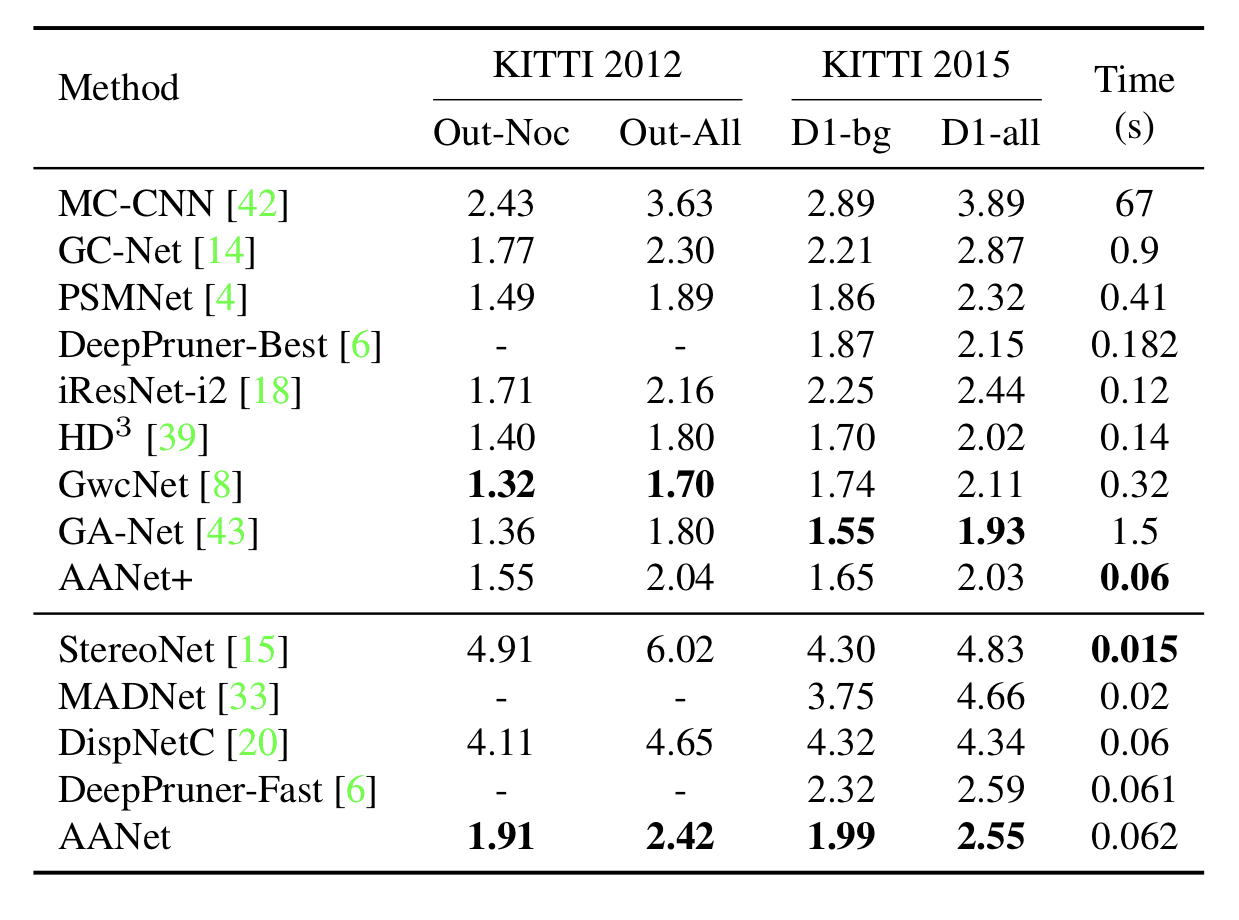 Method KITTI 2012 KITTI 2015 Time (s)
Out-Noc Out-All D1-bg D1-all
MC-CNN [42] 2.43 3.63 2.89 3.89 67
GC-Net [14] 1.77 2.30 2.21 2.87 0.9
PSMNet [4] 1.49 1.89 1.86 2.32 0.41
DeepPruner-Best [6] - - 1.87 2.15 0.182
iResNet-i2 [18] 1.71 2.16 2.25 2.44 0.12
HD³ [39] 1.40 1.80 1.70 2.02 0.14
GwcNet [8] 1.32 1.70 1.74 2.11 0.32
GA-Net [43] 1.36 1.80 1.55 1.93 1.5
AANet+ 1.55 2.04 1.65 2.03 0.06
StereoNet [15] 4.91 6.02 4.30 4.83 0.015
MADNet [33] - - 3.75 4.66 0.02
DispNetC [20] 4.11 4.65 4.32 4.34 0.06
DeepPruner-Fast [6] - - 2.32 2.59 0.061
AANet 1.91 2.42 1.99 2.55 0.062